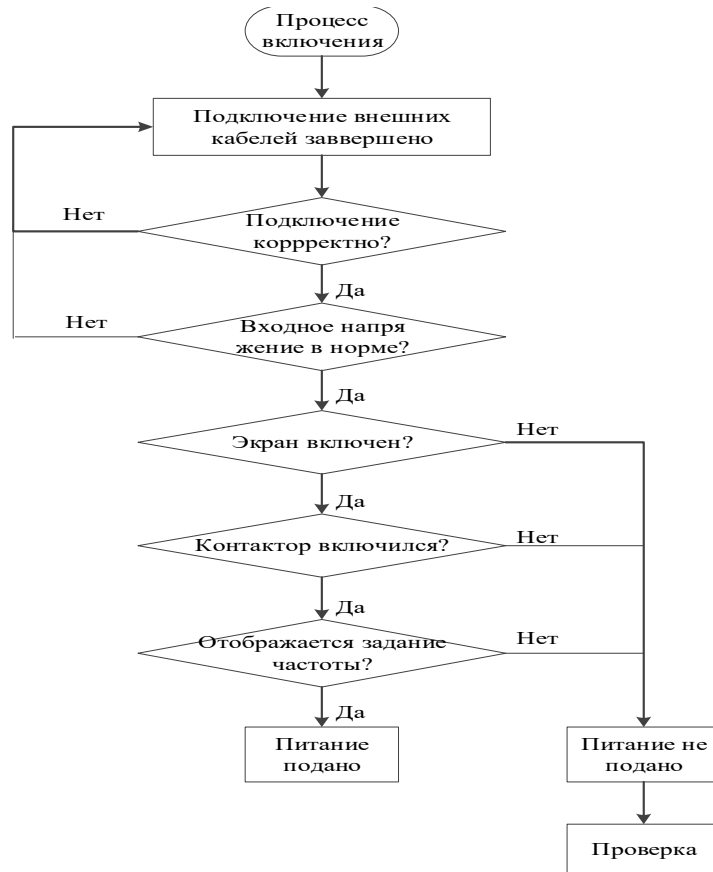 Процесс
включения
Подключение внешних
кабелей заввершено
Нет
Подключение
коррректно?
Да
Нет
Входное напря
жение в норме?
Да
Экран включен?
Нет
Да
Контактор включился?
Нет
Да
Отображается задание
частоты?
Нет
Да
Питание
подано
Питание не
подано
Проверка